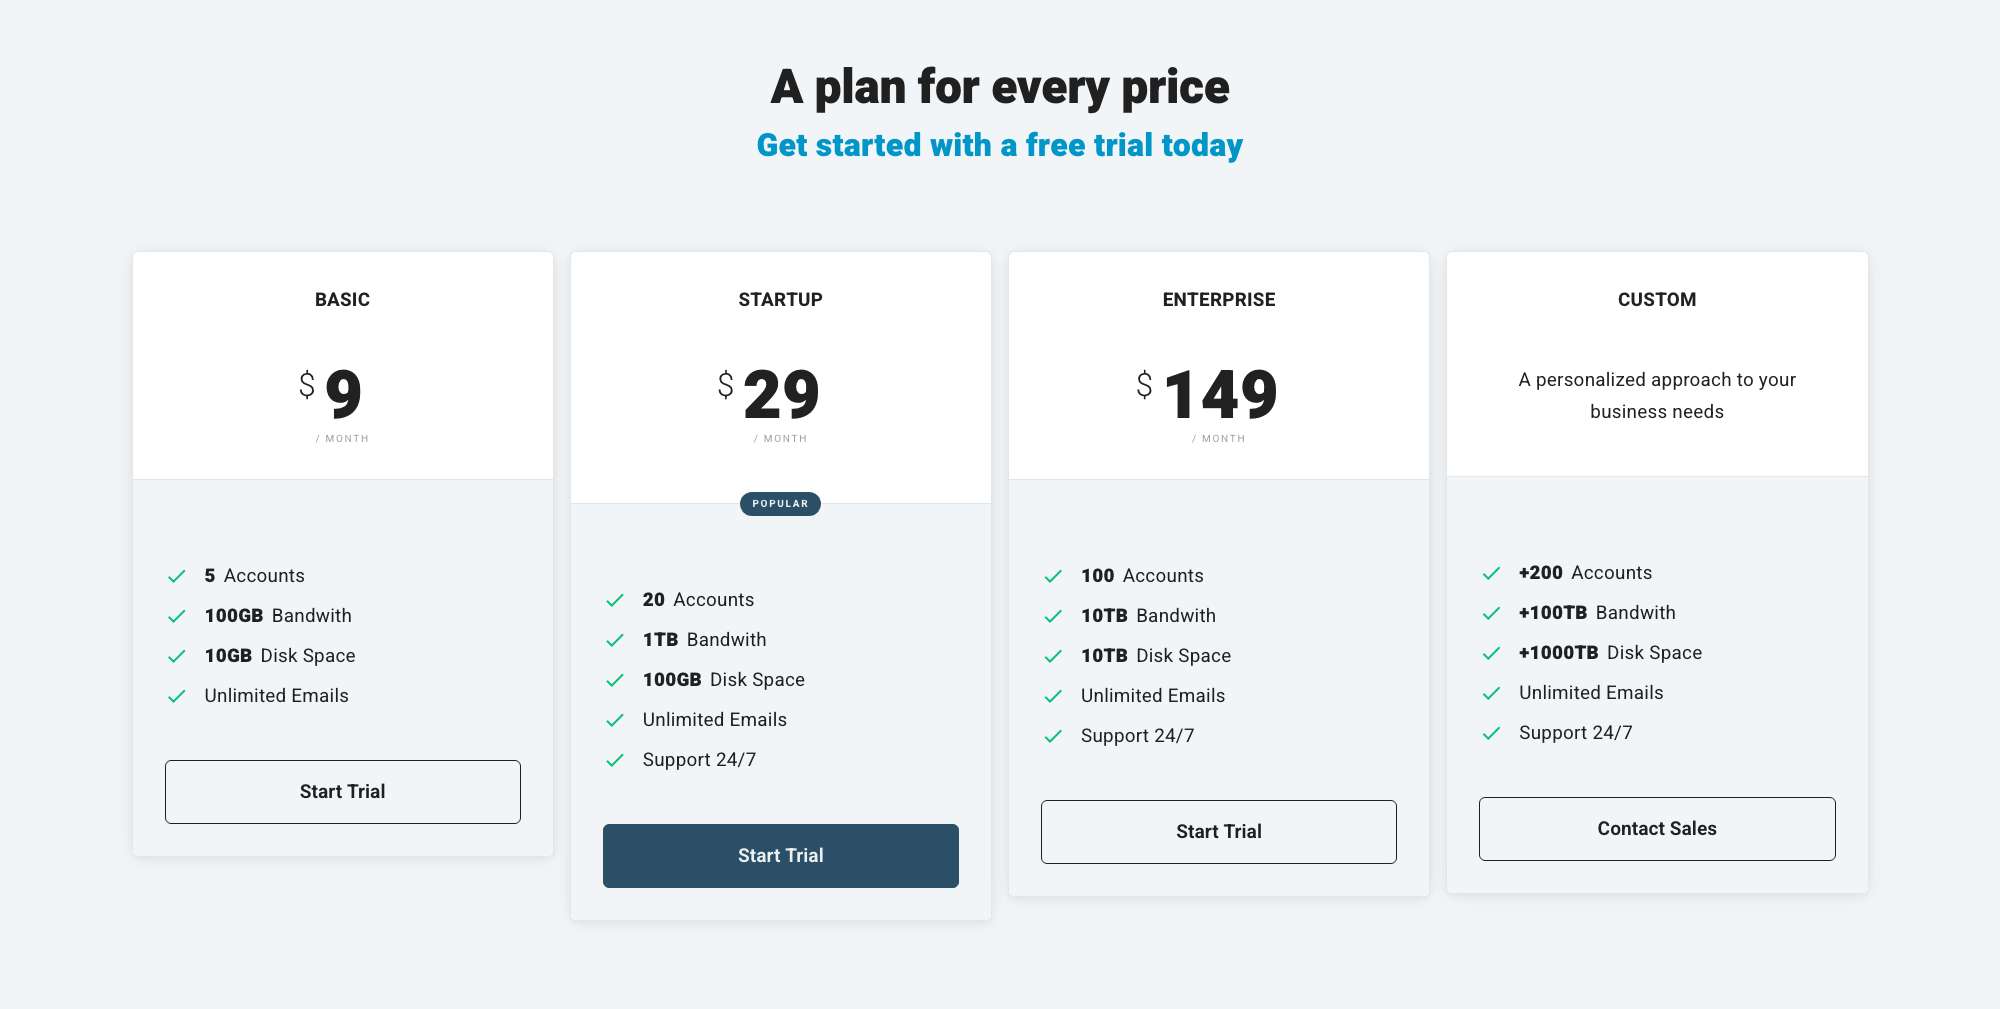 A plan for every price
Get started with a free trial today
BASIC
$ 9
/ MONTH
5 Accounts
100GB Bandwith
10GB Disk Space
Unlimited Emails
Start Trial
STARTUP
$ 29
/ MONTH
POPULAR
20 Accounts
1TB Bandwith
100GB Disk Space
Unlimited Emails
Support 24/7
Start Trial
ENTERPRISE
$ 149
/ MONTH
100 Accounts
10TB Bandwith
10TB Disk Space
Unlimited Emails
Support 24/7
Start Trial
CUSTOM
A personalized approach to your
business needs
+200 Accounts
+100TB Bandwith
+1000TB Disk Space
Unlimited Emails
Support 24/7
Contact Sales